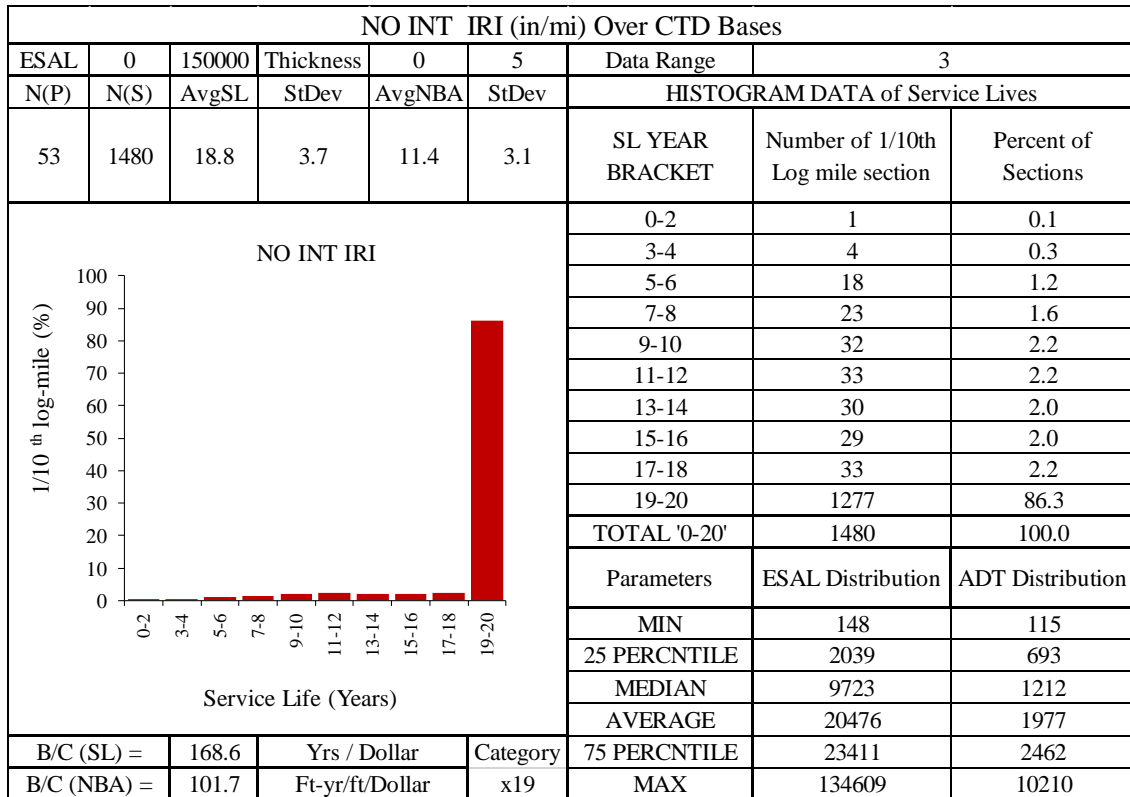 NO INT IRI (in/mi) Over CTD Bases
ESAL 0 150000 Thickness 0 5 Data Range 3
N(P) N(S) AvgSL StDev AvgNBA StDev HISTOGRAM DATA of Service Lives
53 1480 18.8 3.7 11.4 3.1
SL YEAR BRACKET Number of 1/10th Log mile section Percent of Sections
0-2 1 0.1
3-4 4 0.3
5-6 18 1.2
7-8 23 1.6
9-10 32 2.2
11-12 33 2.2
13-14 30 2.0
15-16 29 2.0
17-18 33 2.2
19-20 1277 86.3
TOTAL '0-20' 1480 100.0
Parameters ESAL Distribution ADT Distribution
MIN 148 115
25 PERCNTILE 2039 693
MEDIAN 9723 1212
AVERAGE 20476 1977
75 PERCNTILE 23411 2462
MAX 134609 10210
NO INT IRI
1/10 th log-mile (%)
100
90
80
70
60
50
40
30
20
10
0
0-2
3-4
5-6
7-8
9-10
11-12
13-14
15-16
17-18
19-20
Service Life (Years)
B/C (SL) = 168.6 Yrs / Dollar Category
B/C (NBA) = 101.7 Ft-yr/ft/Dollar x19